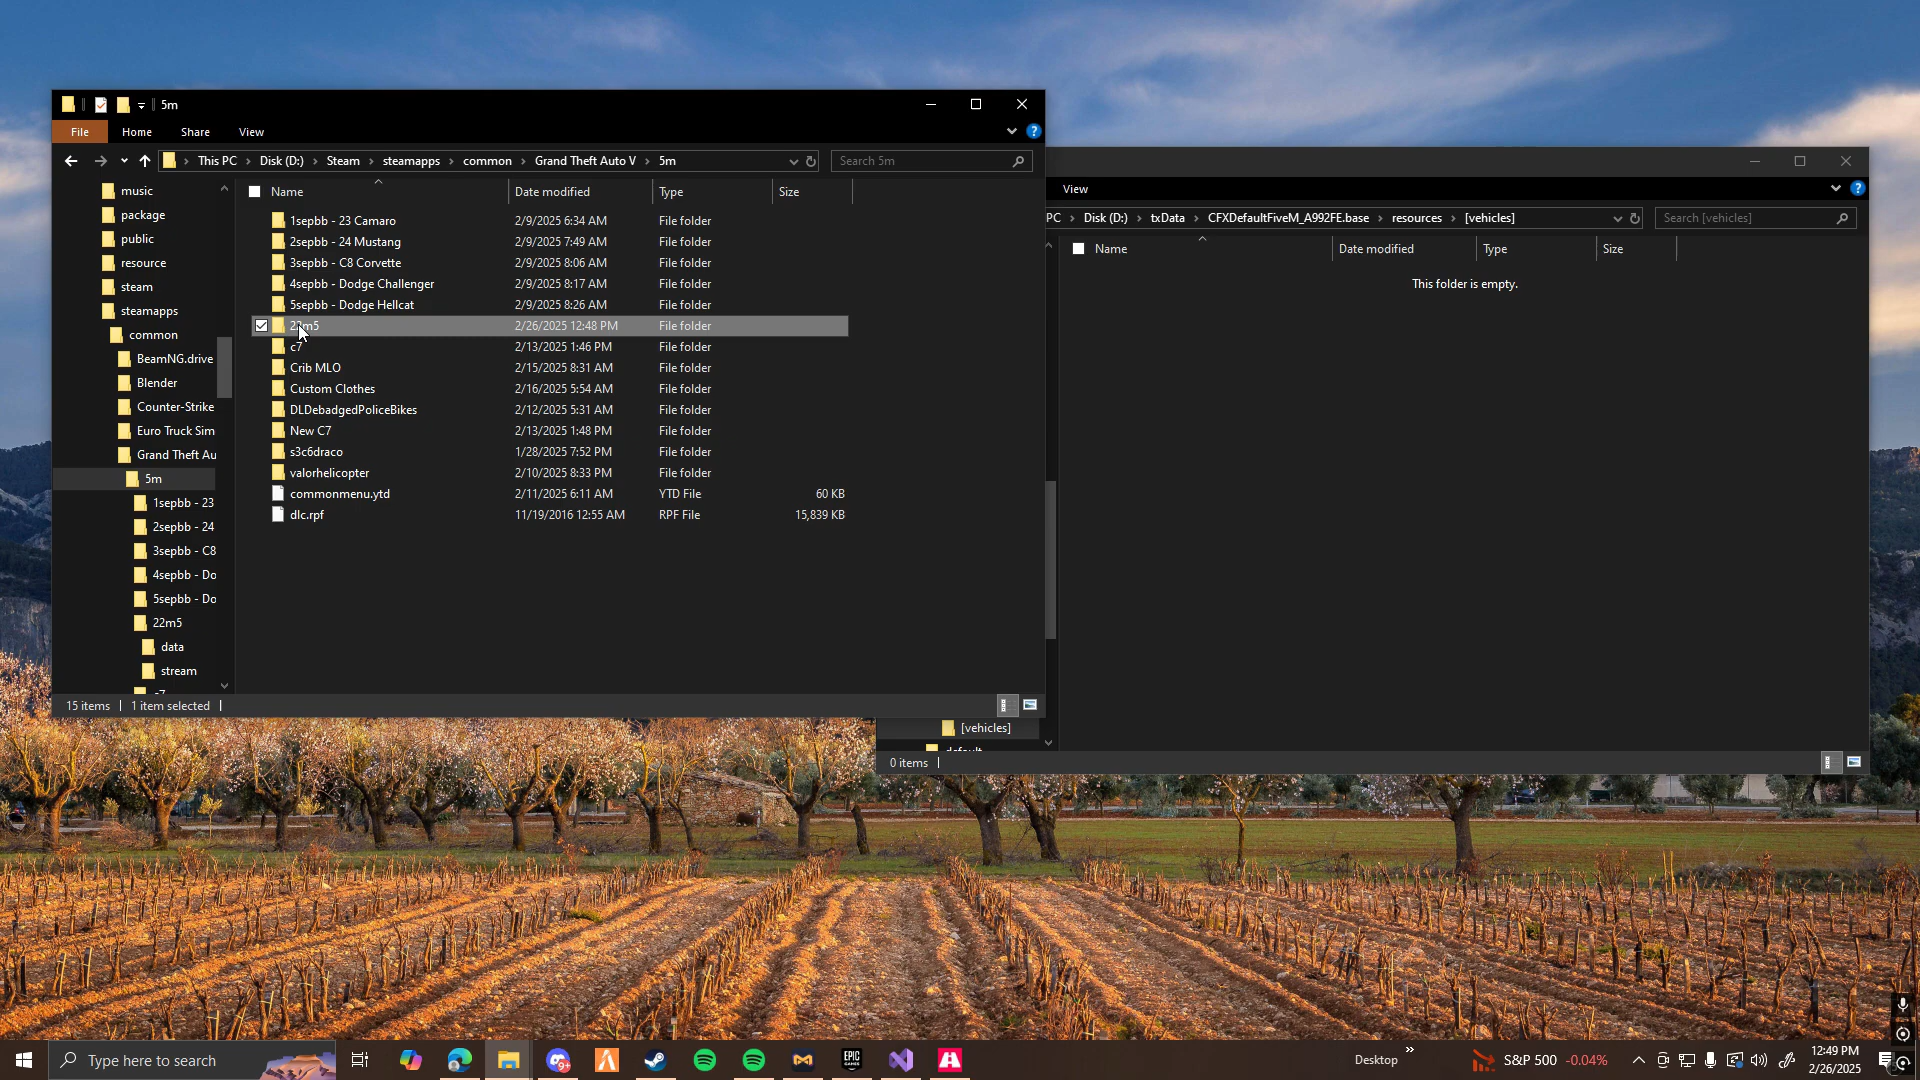 5m
File Home Share View
This PC Disk (D:) Steam steamapps common Grand Theft Auto V 5m
Search 5m
music
package
public
resource
steam
steamapps
common
BeamNG.drive
Blender
Counter-Strike
Euro Truck Sim
Grand Theft Au
5m
1sepbb - 23
2sepbb - 24
3sepbb - C8
4sepbb - Do
5sepbb - Do
22m5
data
stream
Name Date modified Type Size
1sepbb - 23 Camaro 2/9/2025 6:34 AM File folder
2sepbb - 24 Mustang 2/9/2025 7:49 AM File folder
3sepbb - C8 Corvette 2/9/2025 8:06 AM File folder
4sepbb - Dodge Challenger 2/9/2025 8:17 AM File folder
5sepbb - Dodge Hellcat 2/9/2025 8:26 AM File folder
22m5 2/26/2025 12:48 PM File folder
c7 2/13/2025 1:46 PM File folder
Crib MLO 2/15/2025 8:31 AM File folder
Custom Clothes 2/16/2025 5:54 AM File folder
DLDebadgedPoliceBikes 2/12/2025 5:31 AM File folder
New C7 2/13/2025 1:48 PM File folder
s3c6draco 1/28/2025 7:52 PM File folder
valorhelicopter 2/10/2025 8:33 PM File folder
commonmenu.ytd 2/11/2025 6:11 AM YTD File 60 KB
dlc.rpf 11/19/2016 12:55 AM RPF File 15,839 KB
15 items 1 item selected
View
PC Disk (D:) txData CFXDefaultFiveM_A992FE.base resources [vehicles]
Search [vehicles]
Name Date modified Type Size
This folder is empty.
[vehicles]
0 items
Type here to search
9+
EPIC GAMES
Desktop
S&P 500 -0.04%
12:49 PM
2/26/2025